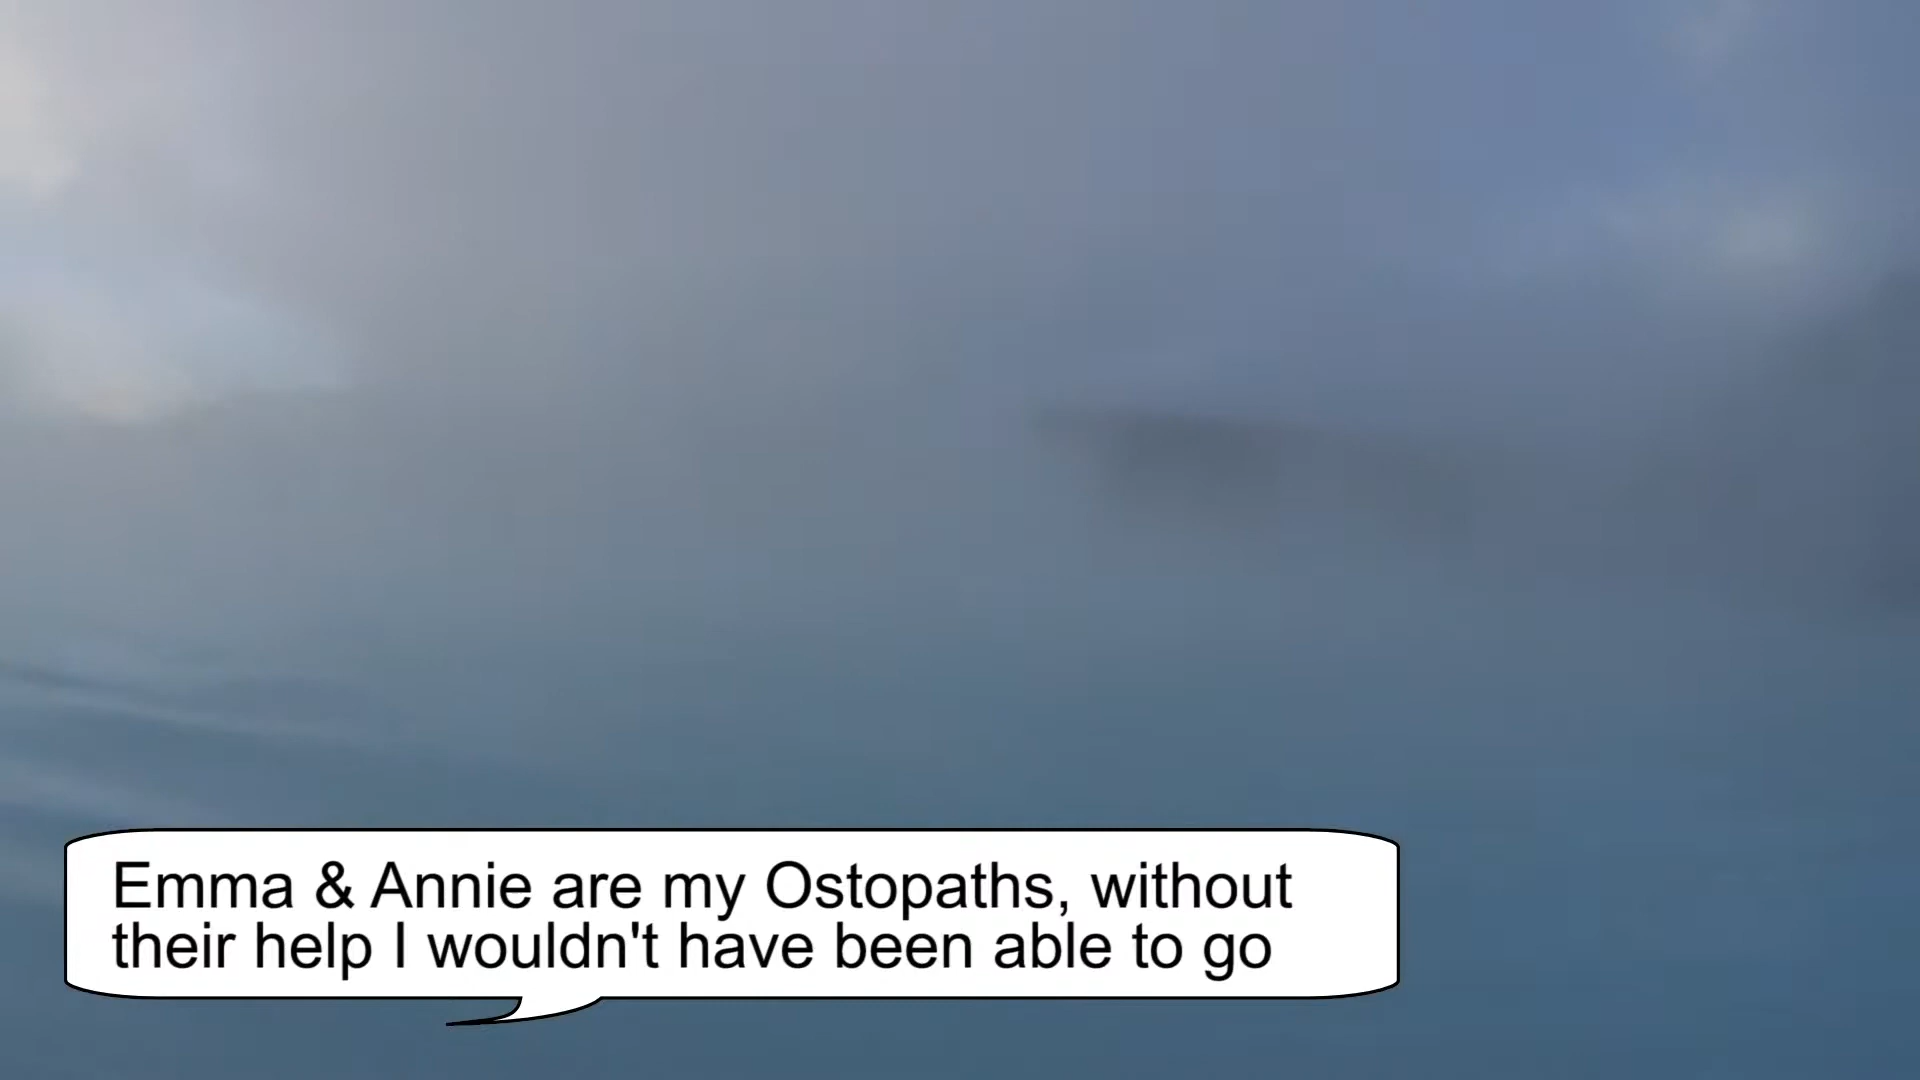 Emma & Annie are my Ostopaths, without
their help I wouldn't have been able to go